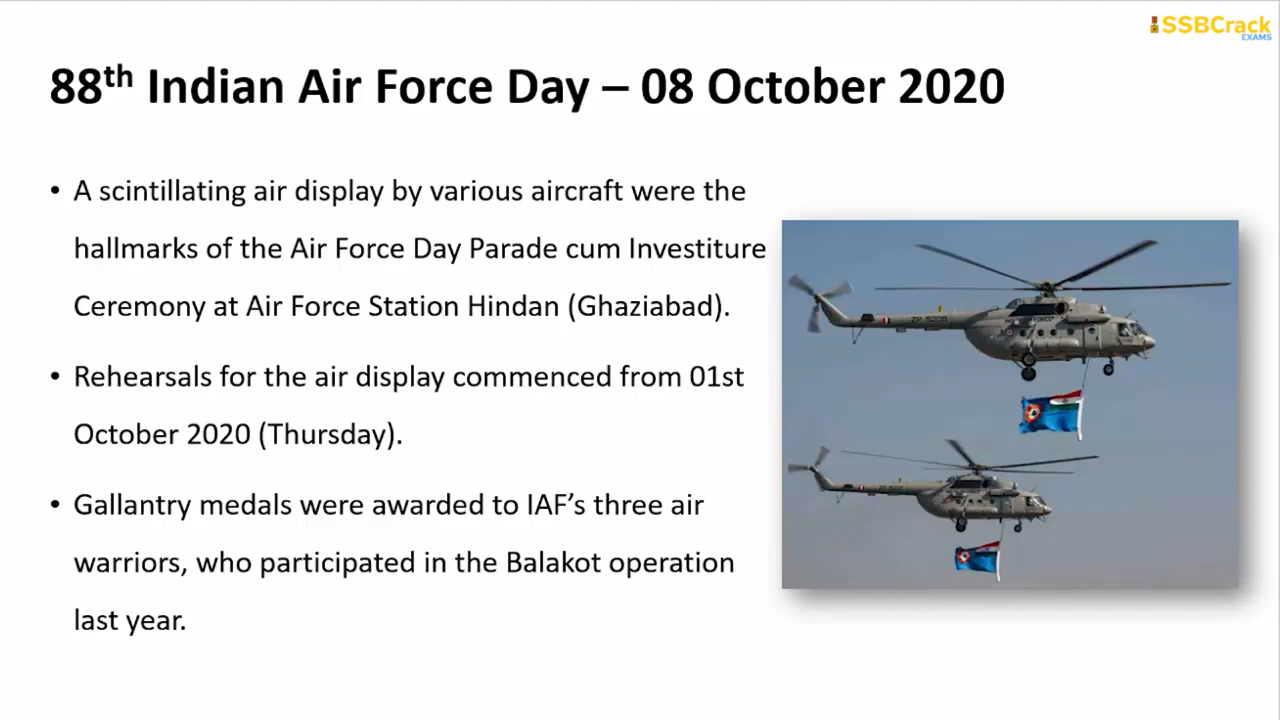 SSBCrack
EXAMS
88th Indian Air Force Day – 08 October 2020
• A scintillating air display by various aircraft were the
hallmarks of the Air Force Day Parade cum Investiture
Ceremony at Air Force Station Hindan (Ghaziabad).
• Rehearsals for the air display commenced from 01st
October 2020 (Thursday).
• Gallantry medals were awarded to IAF’s three air
warriors, who participated in the Balakot operation
last year.